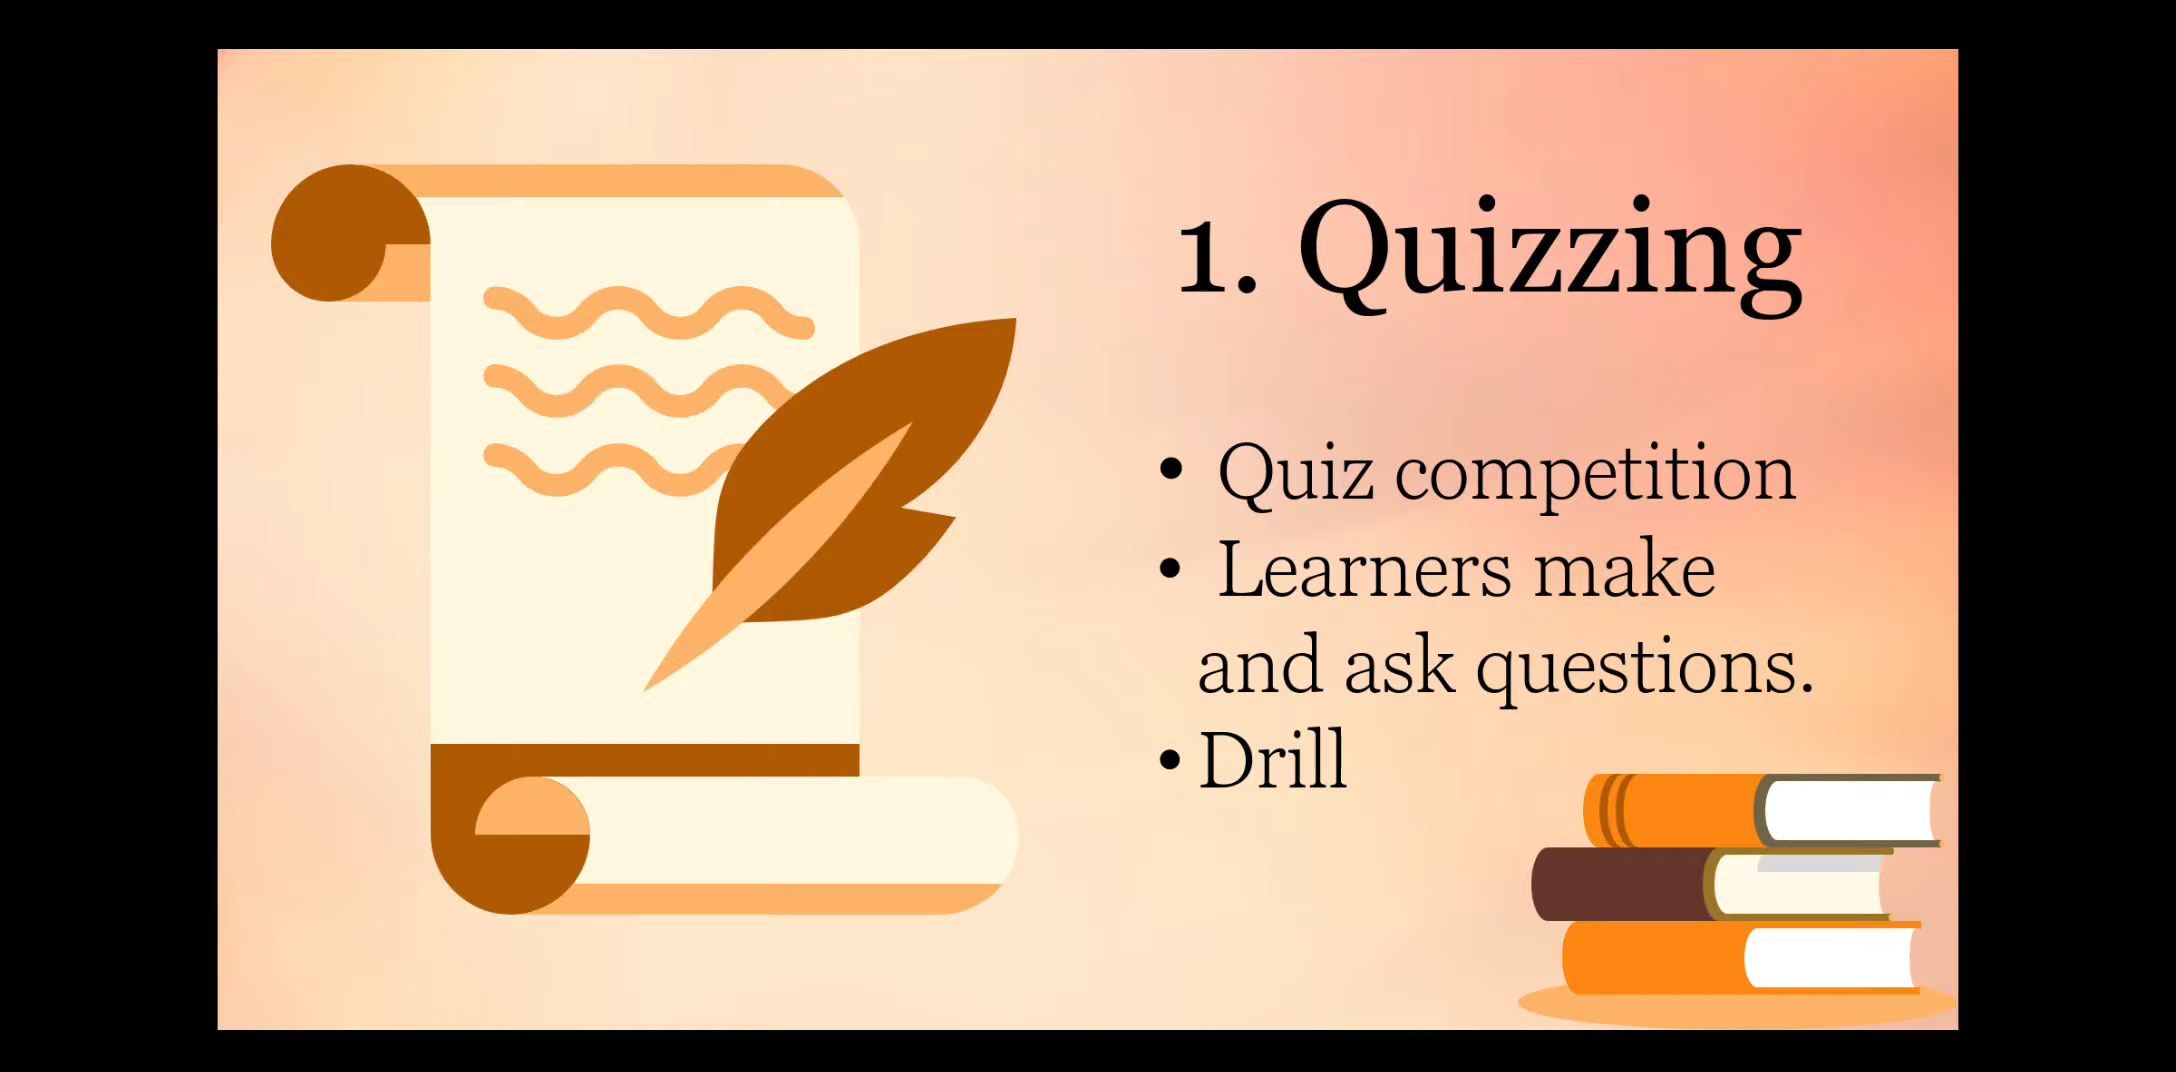 1. Quizzing
• Quiz competition
• Learners make
and ask questions.
• Drill